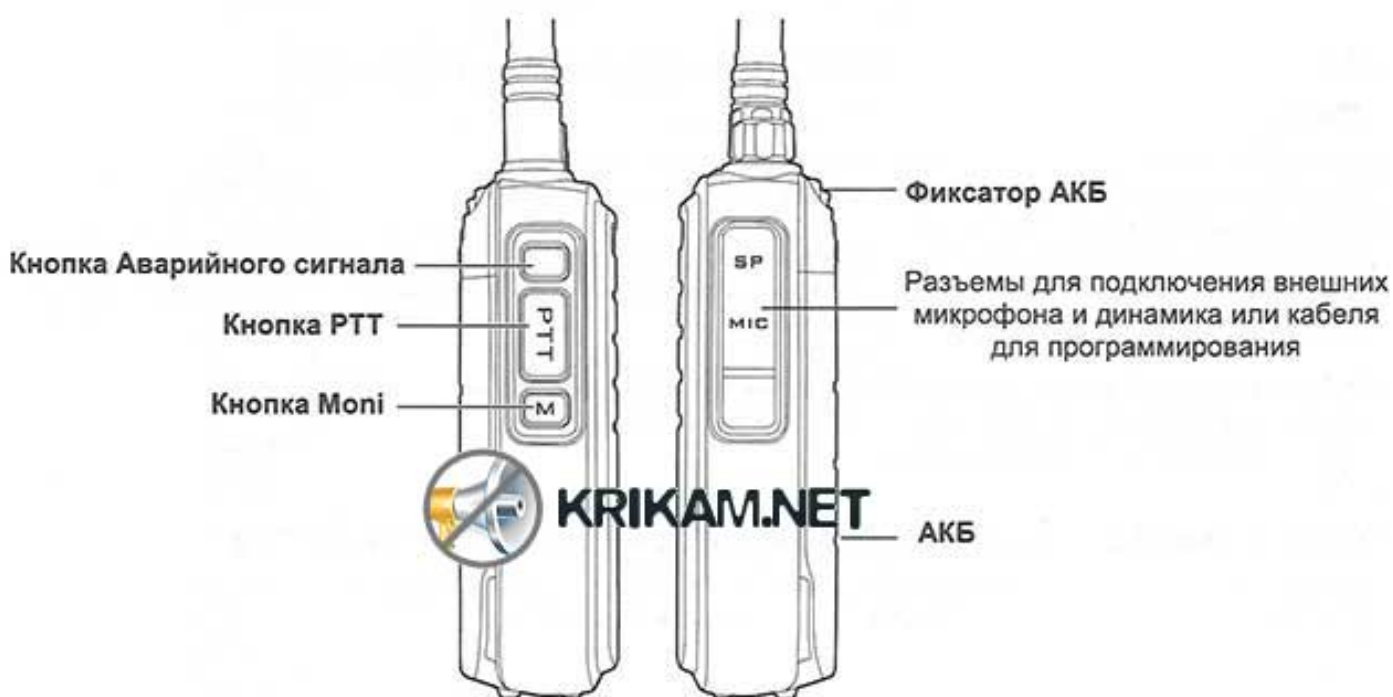 Фиксатор АКБ
Кнопка Аварийного сигнала
SP
Разъемы для подключения внешних
микрофона и динамика или кабеля
для программирования
Кнопка PTT
PTT
MIC
Кнопка Moni
M
KRIKAM.NET
АКБ